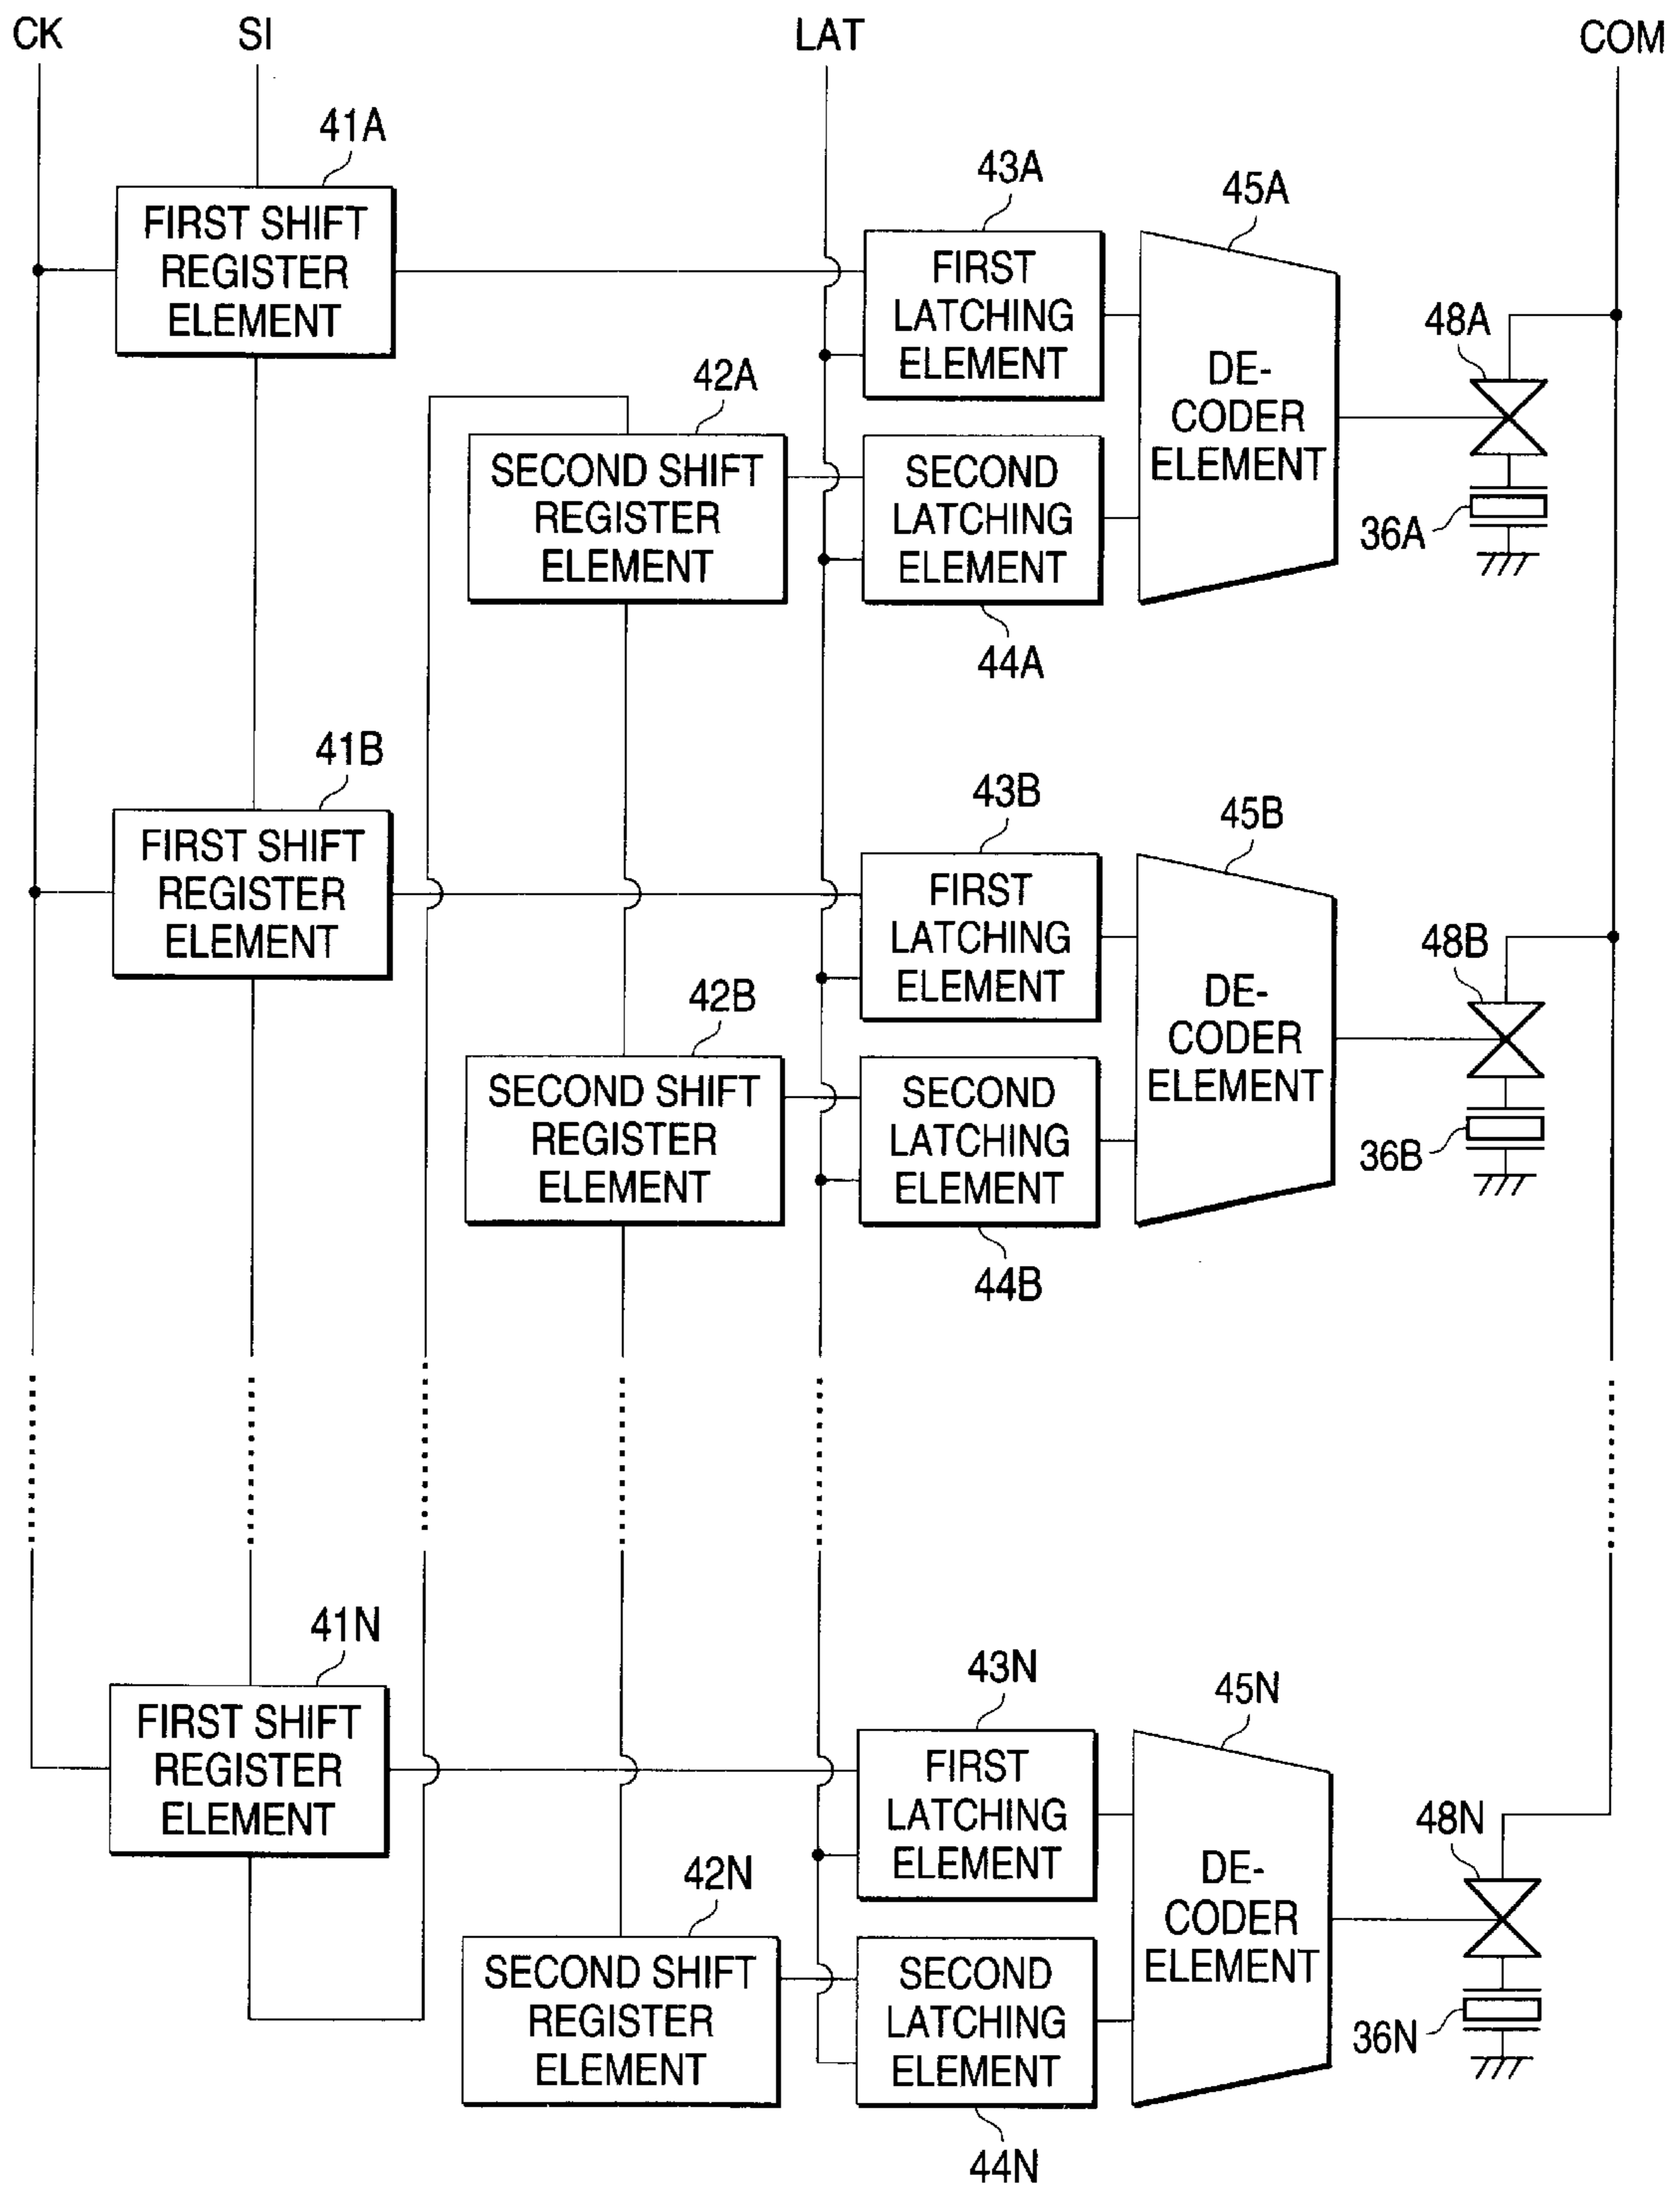 CK
SI
LAT
COM
41A
FIRST SHIFT
REGISTER
ELEMENT
43A
FIRST
LATCHING
ELEMENT
45A
DE-
CODER
ELEMENT
48A
42A
SECOND SHIFT
REGISTER
ELEMENT
SECOND
LATCHING
ELEMENT
44A
36A
41B
FIRST SHIFT
REGISTER
ELEMENT
43B
FIRST
LATCHING
ELEMENT
45B
DE-
CODER
ELEMENT
48B
42B
SECOND SHIFT
REGISTER
ELEMENT
SECOND
LATCHING
ELEMENT
44B
36B
41N
FIRST SHIFT
REGISTER
ELEMENT
43N
FIRST
LATCHING
ELEMENT
45N
DE-
CODER
ELEMENT
48N
42N
SECOND SHIFT
REGISTER
ELEMENT
SECOND
LATCHING
ELEMENT
44N
36N